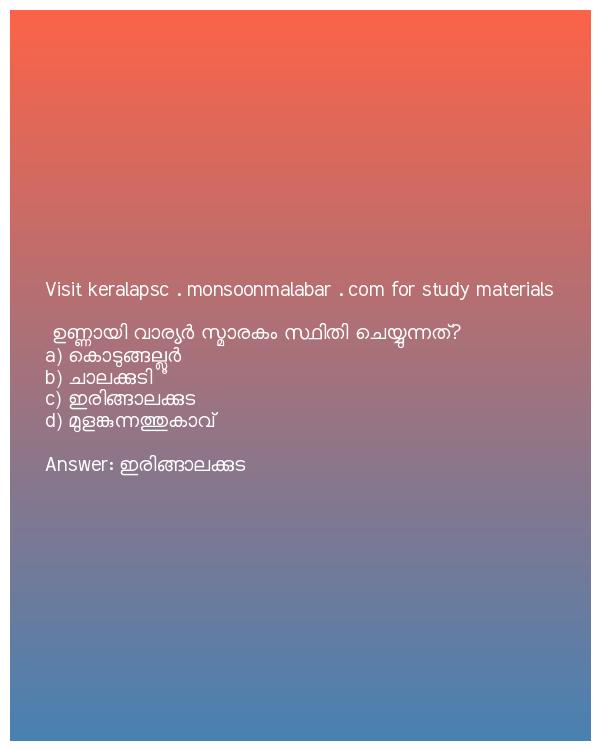 Visit keralapsc . monsoonmalabar . com for study materials
ഉണ്ണായി വാര്യർ സ്മാരകം സ്ഥിതി ചെയ്യുന്നത്?
a) കൊടുങ്ങല്ലൂർ
b) ചാലക്കുടി
c) ഇരിങ്ങാലക്കുട
d) മുളങ്കുന്നത്തുകാവ്
Answer: ഇരിങ്ങാലക്കുട